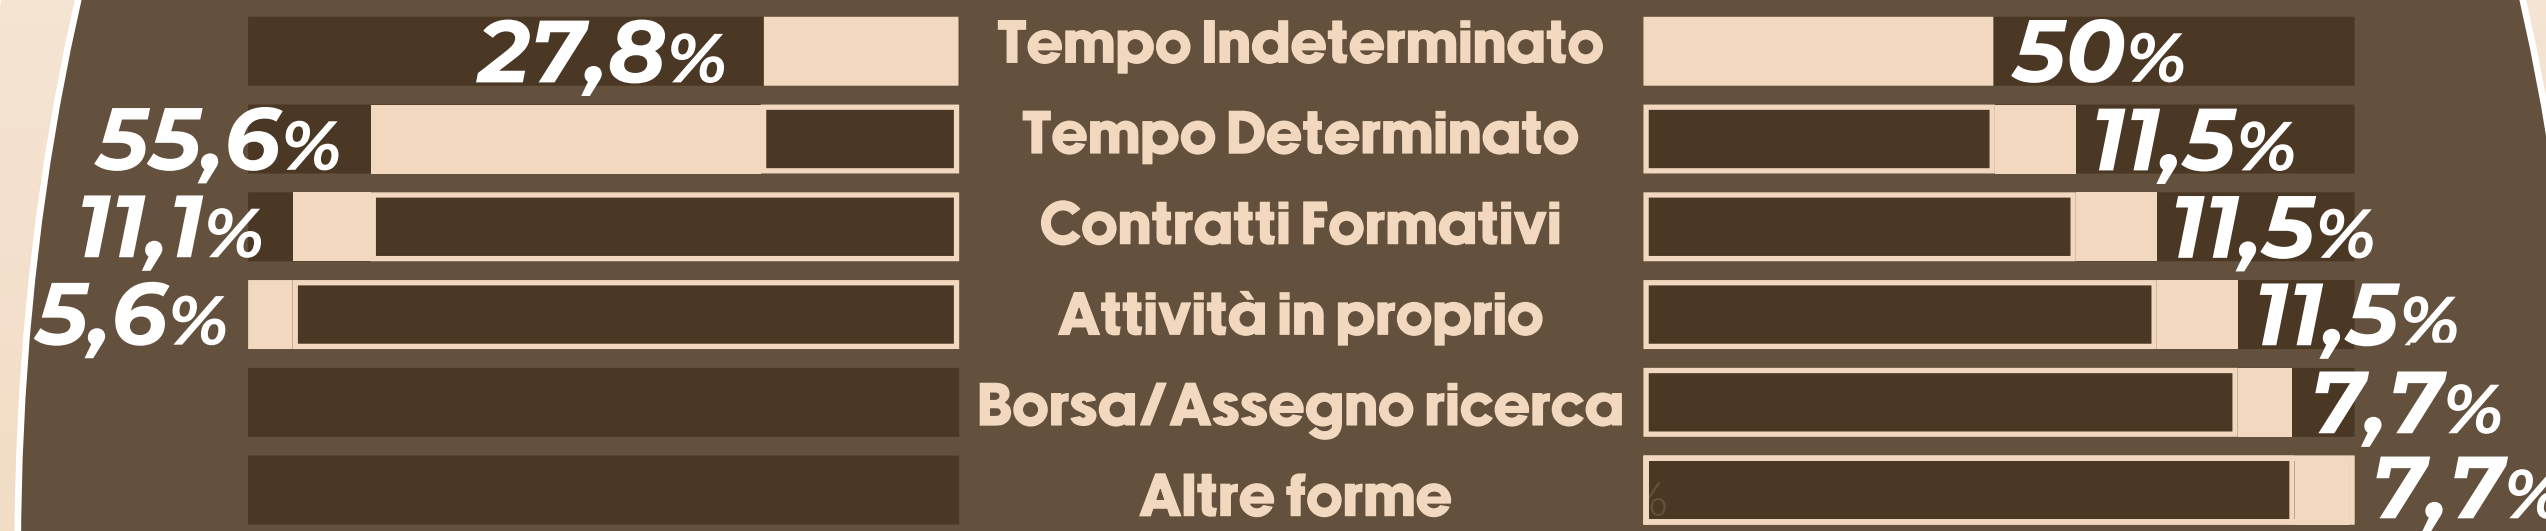 27,8% Tempo Indeterminato 50%
55,6% Tempo Determinato 11,5%
11,1% Contratti Formativi 11,5%
5,6% Attività in proprio 11,5%
Borsa/Assegno ricerca 7,7%
% Altre forme 7,7%